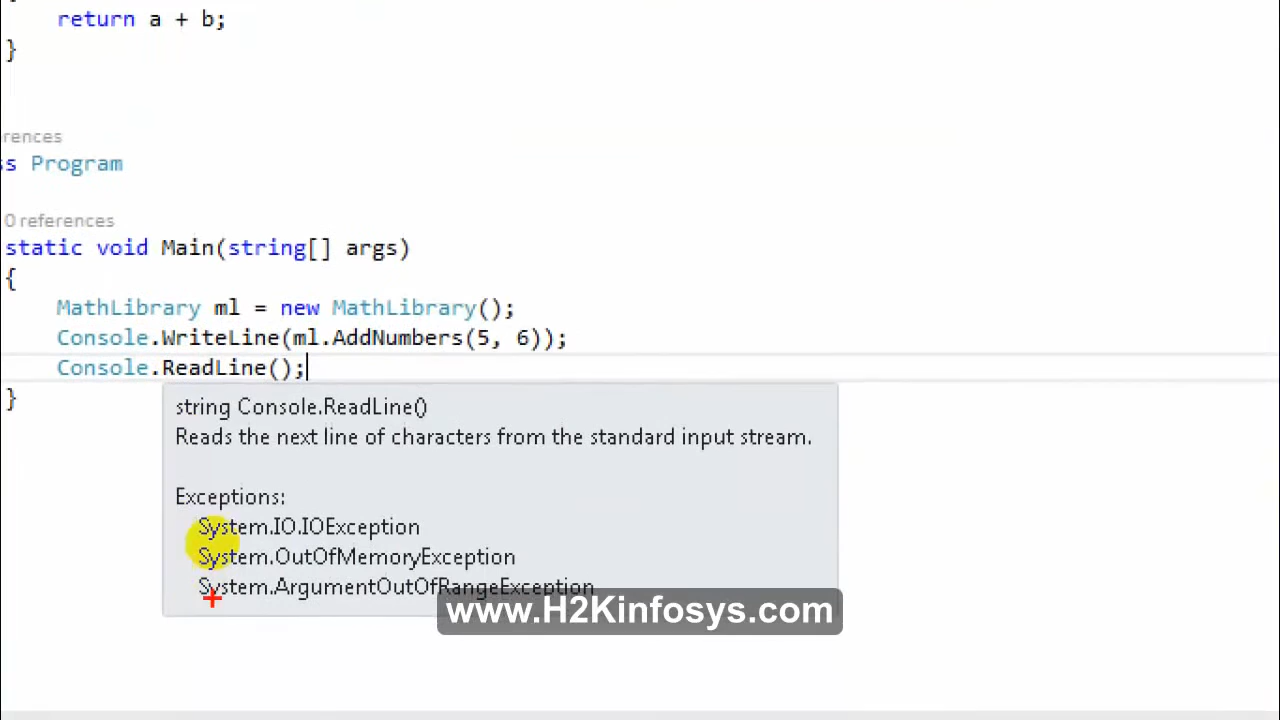 return a + b;
}
erences
ss Program
0 references
static void Main(string[] args)
{
MathLibrary ml = new MathLibrary();
Console.WriteLine(ml.AddNumbers(5, 6));
Console.ReadLine();
}
string Console.ReadLine()
Reads the next line of characters from the standard input stream.
Exceptions:
System.IO.IOException
System.OutOfMemoryException
System.ArgumentOutOfRangeException
www.H2Kinfosys.com